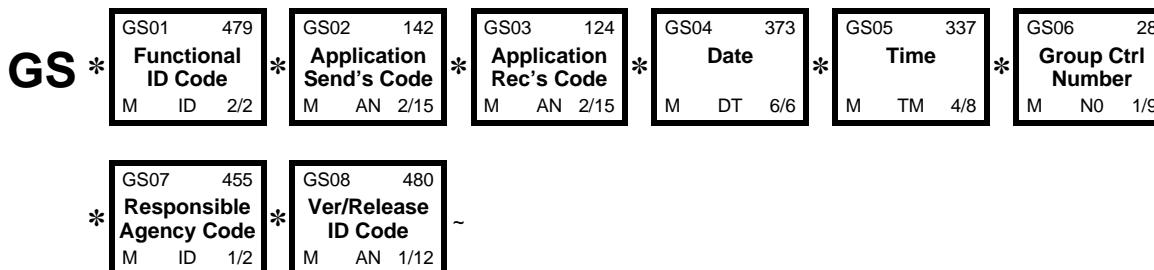 GS * GS01 479 * GS02 142 * GS03 124 * GS04 373 * GS05 337 * GS06 28
Functional ID Code Application Send's Code Application Rec's Code Date Time Group Ctrl Number
M ID 2/2 M AN 2/15 M AN 2/15 M DT 6/6 M TM 4/8 M N0 1/9
* GS07 455 * GS08 480 ~
Responsible Agency Code Ver/Release ID Code
M ID 1/2 M AN 1/12